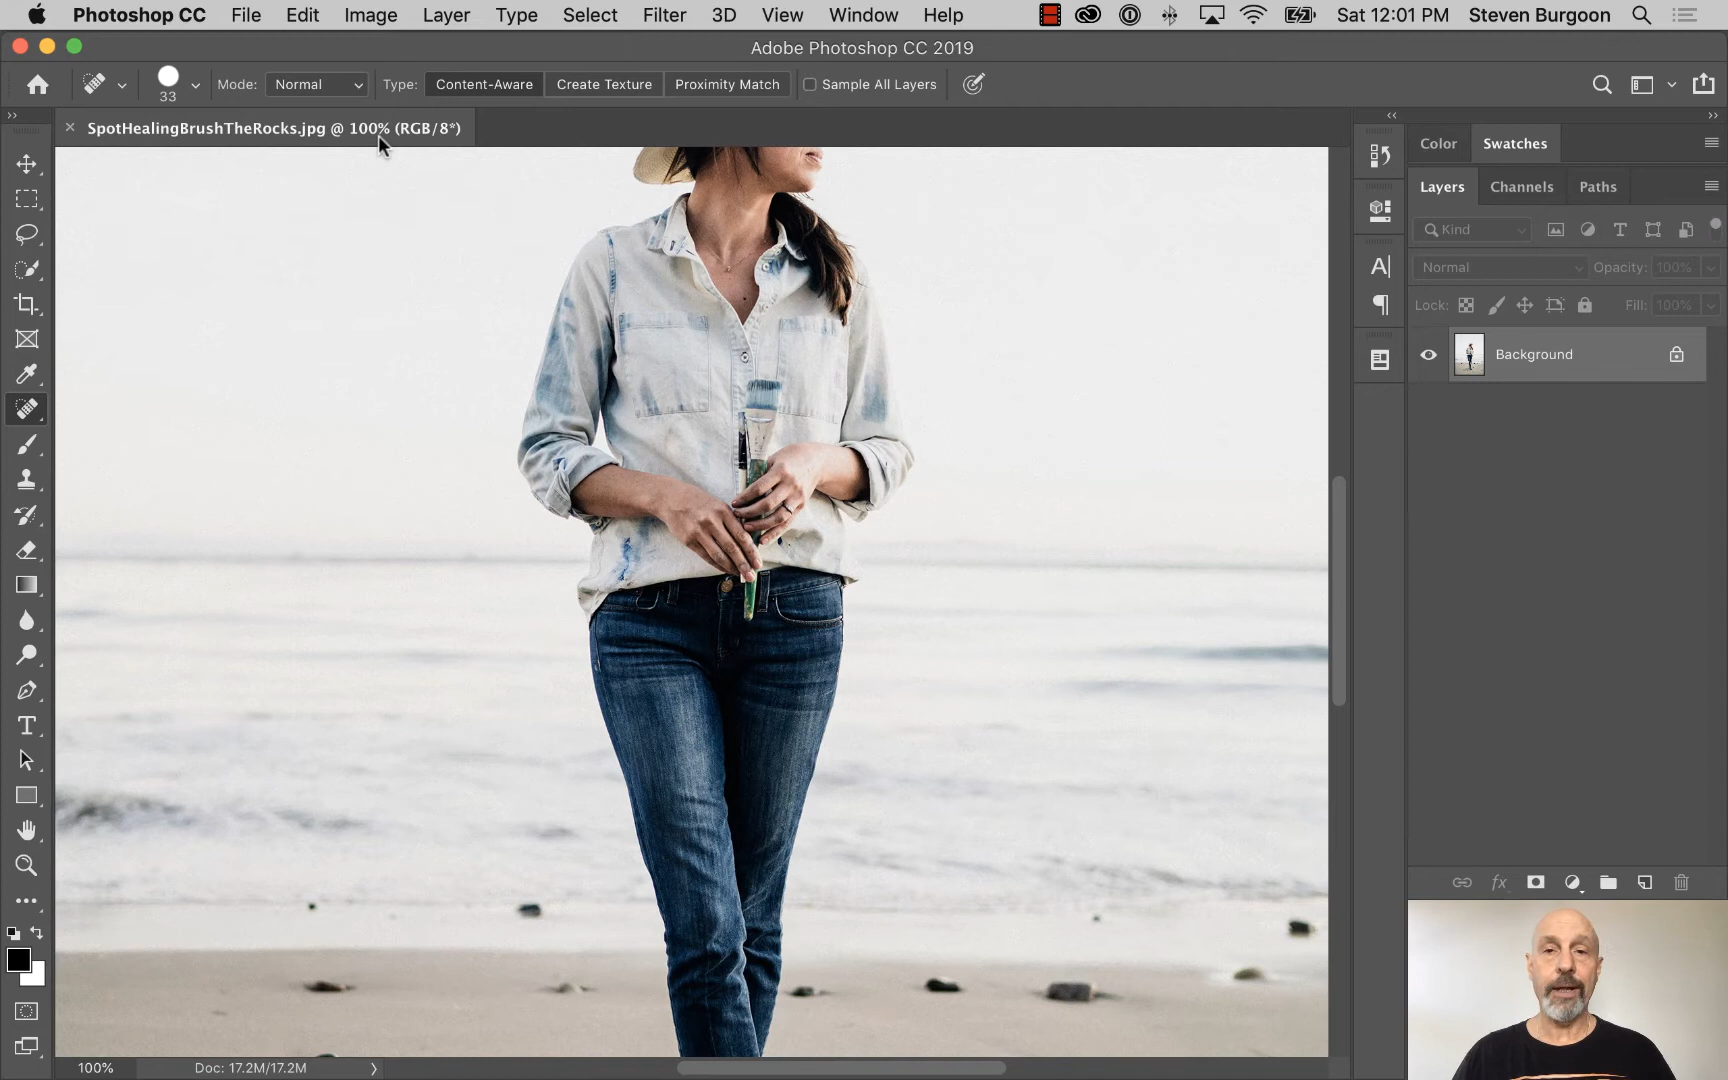 Photoshop CC File Edit Image Layer Type Select Filter 3D View Window Help Sat 12:01 PM Steven Burgoon
Adobe Photoshop CC 2019
33 Mode: Normal Type: Content-Aware Create Texture Proximity Match Sample All Layers
SpotHealingBrushTheRocks.jpg @ 100% (RGB/8*)
Color Swatches
Layers Channels Paths
Kind
Normal Opacity: 100%
Lock: Fill: 100%
Background
fx
100% Doc: 17.2M/17.2M